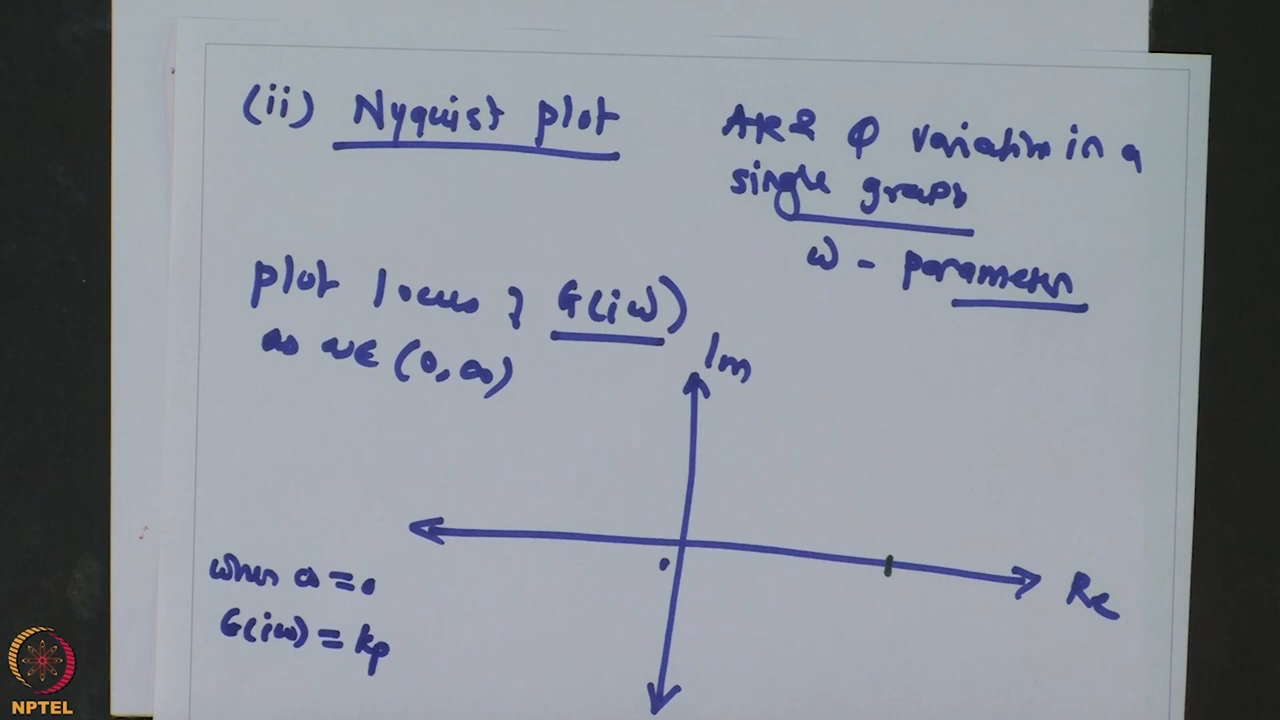 (ii) Nyquist plot
AR & φ variation in a
single graph
ω - parameter
plot locus of G(iω)
as ω ∈ (0, ∞)
Im
Re
when ω = 0
G(iω) = kp
NPTEL